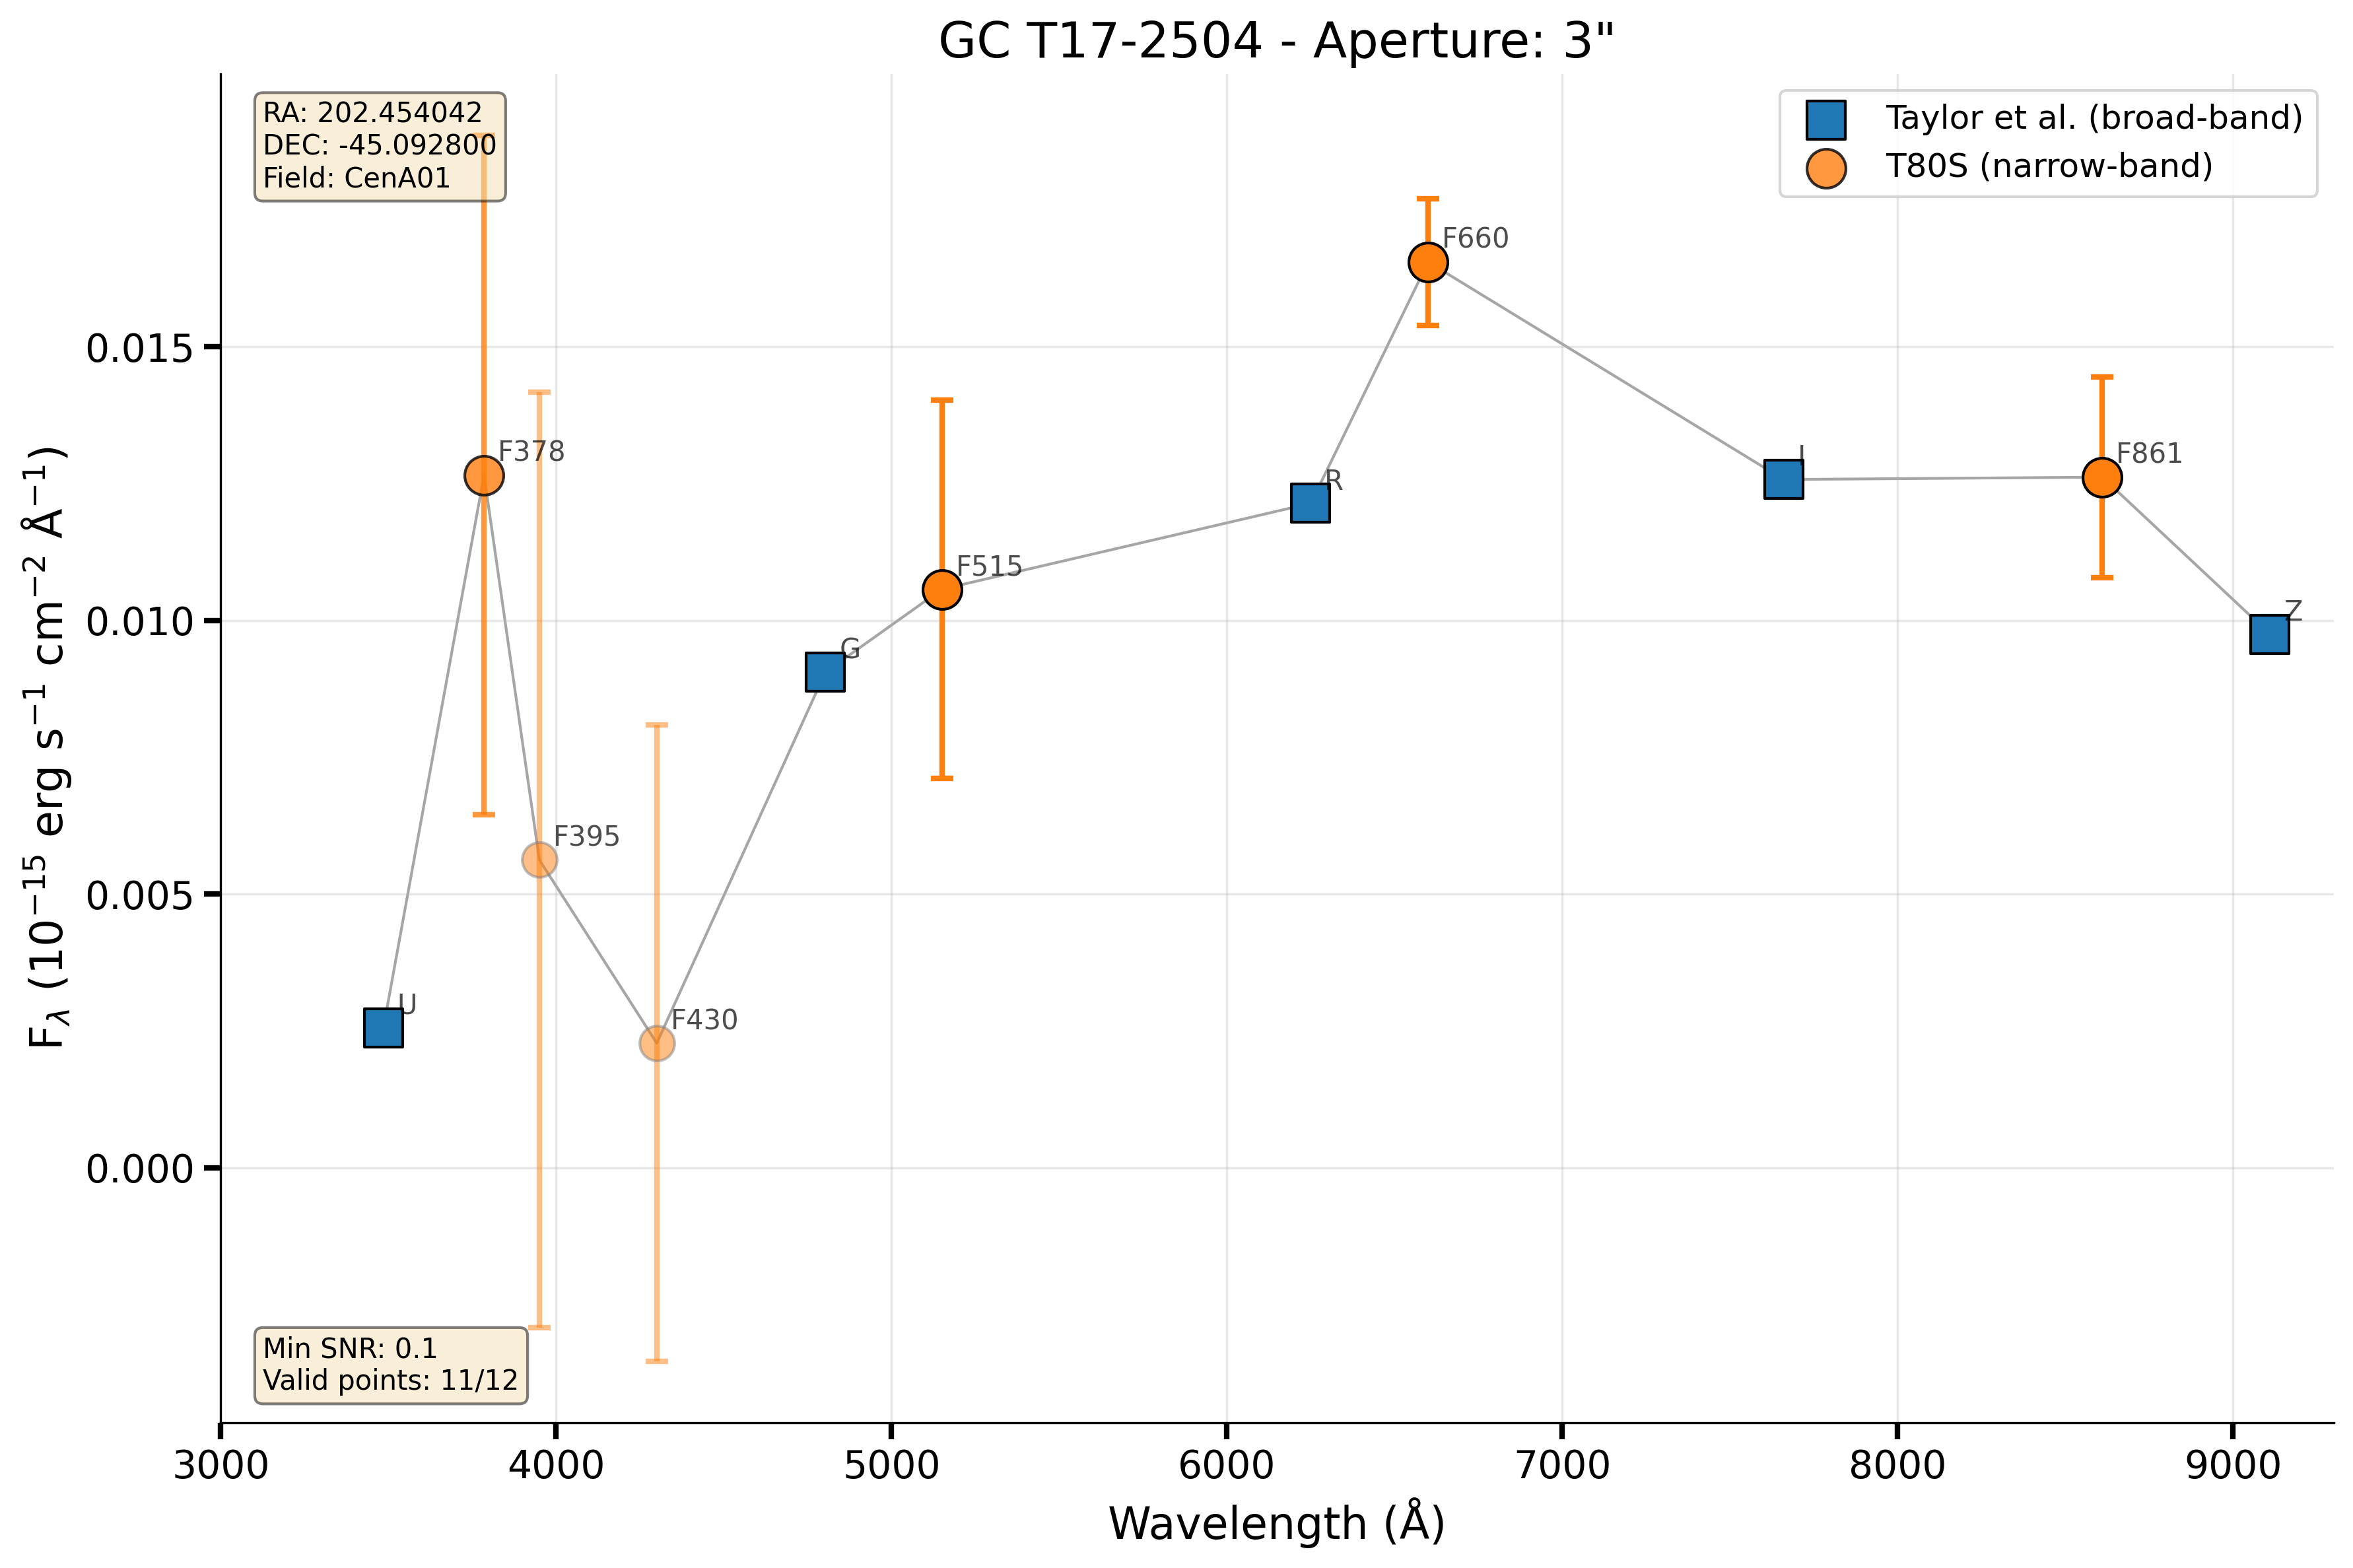 GC T17-2504 - Aperture: 3"
RA: 202.454042
DEC: -45.092800
Field: CenA01
Taylor et al. (broad-band)
T80S (narrow-band)
F660
F378
I
F861
R
F515
Z
G
F395
F430
U
0.015
0.010
0.005
0.000
F_λ (10⁻¹⁵ erg s⁻¹ cm⁻² Å⁻¹)
Min SNR: 0.1
Valid points: 11/12
3000 4000 5000 6000 7000 8000 9000
Wavelength (Å)